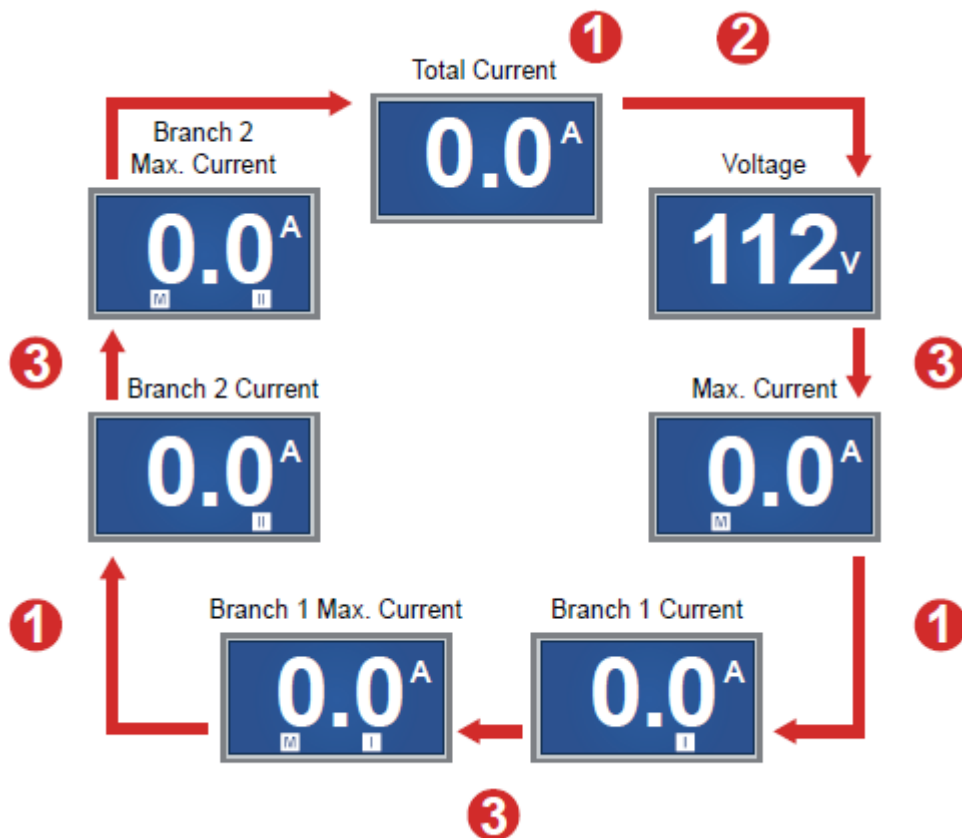 1
2
Total Current
0.0 A
Voltage
112 V
3
Max. Current
0.0 A
M
1
Branch 1 Current
0.0 A
I
3
Branch 1 Max. Current
0.0 A
M I
1
Branch 2 Current
0.0 A
II
3
Branch 2
Max. Current
0.0 A
M II